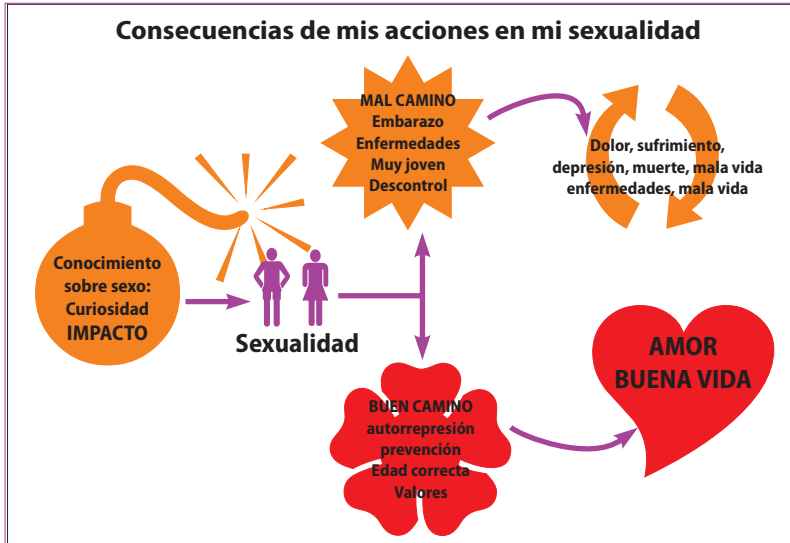 Consecuencias de mis acciones en mi sexualidad
MAL CAMINO
Embarazo
Enfermedades
Muy joven
Descontrol
Dolor, sufrimiento,
depresión, muerte, mala vida
enfermedades, mala vida
Conocimiento
sobre sexo:
Curiosidad
IMPACTO
Sexualidad
BUEN CAMINO
autorrepresión
prevención
Edad correcta
Valores
AMOR
BUENA VIDA